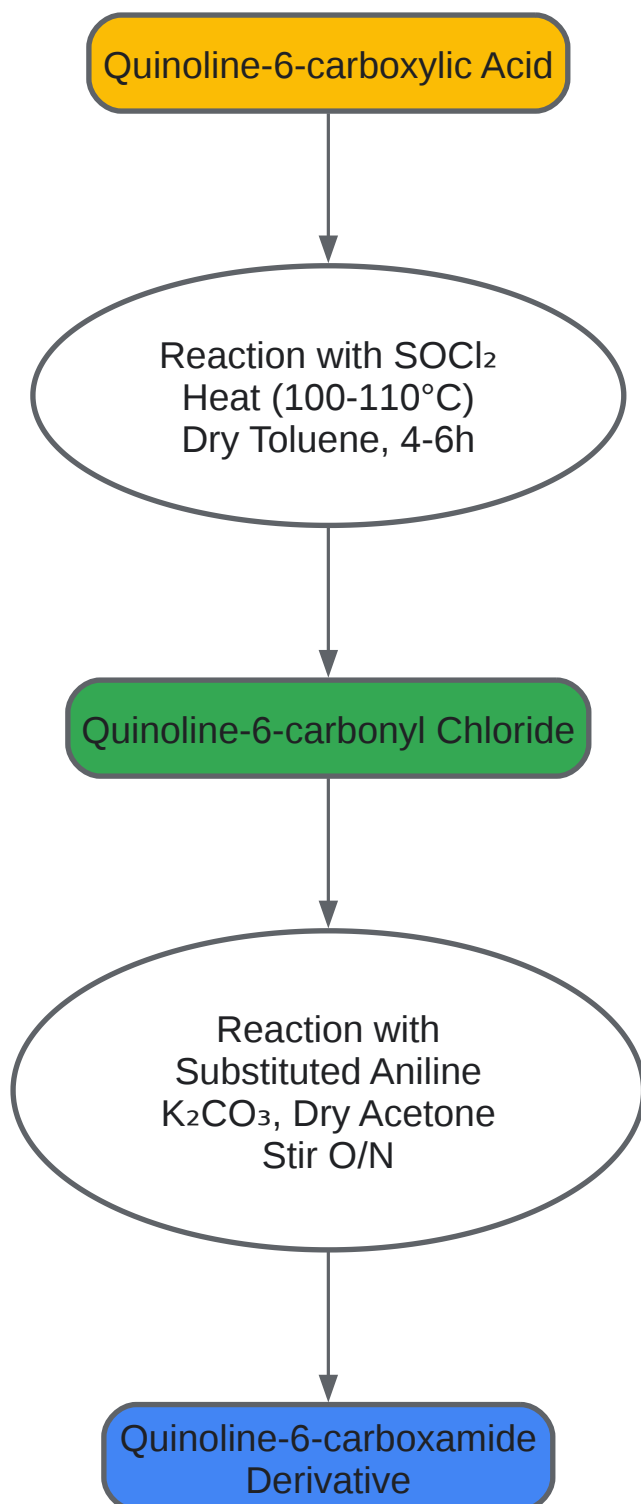 Quinoline-6-carboxylic Acid
Reaction with SOCl₂
Heat (100-110°C)
Dry Toluene, 4-6h
Quinoline-6-carbonyl Chloride
Reaction with
Substituted Aniline
K₂CO₃, Dry Acetone
Stir O/N
Quinoline-6-carboxamide
Derivative